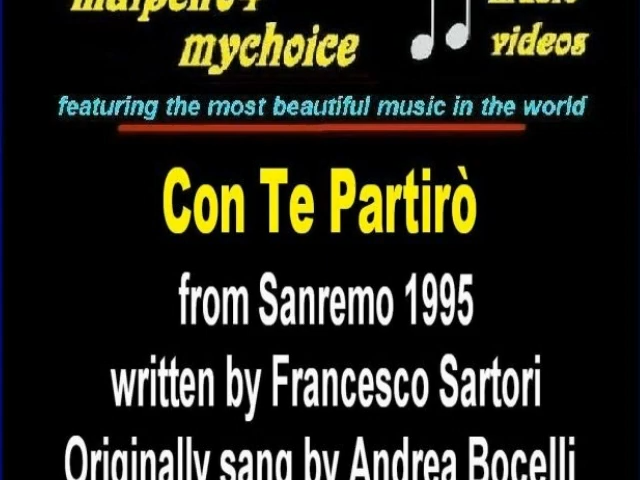 mychoice
music
videos
featuring the most beautiful music in the world
Con Te Partirò
from Sanremo 1995
written by Francesco Sartori
Originally sang by Andrea Bocelli